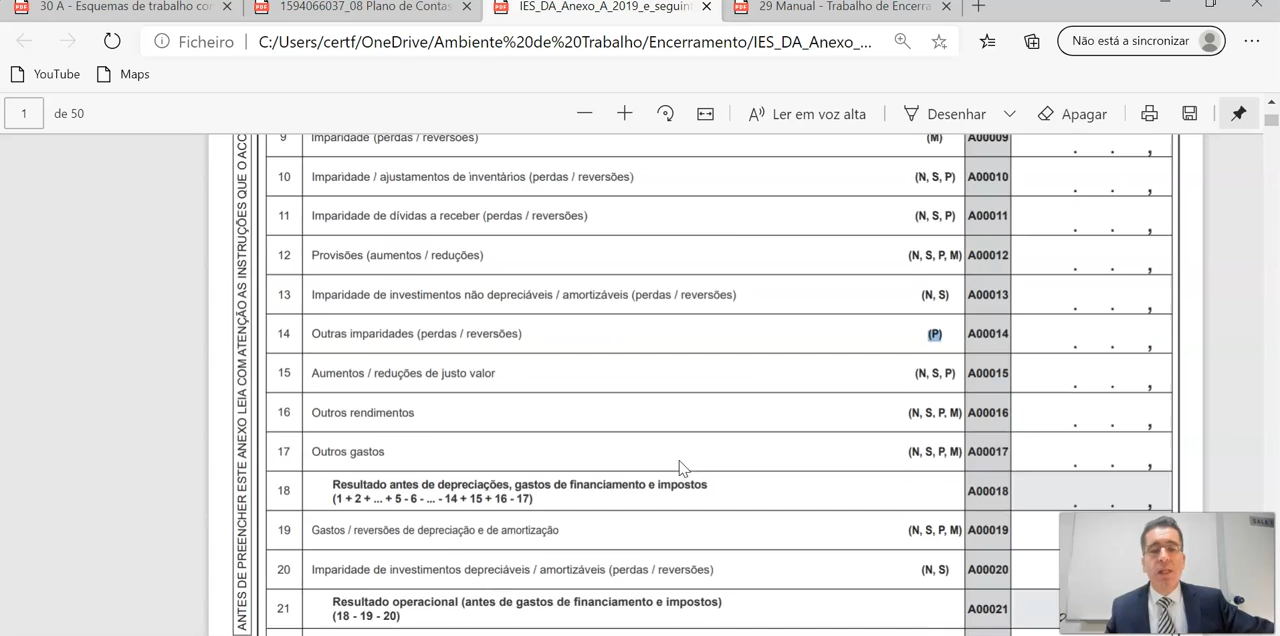 30 A - Esquemas de trabalho cor
1594066037_08 Plano de Contas
IES_DA_Anexo_A_2019_e_seguint
29 Manual - Trabalho de Encerra
Ficheiro
C:/Users/certf/OneDrive/Ambiente%20de%20Trabalho/Encerramento/IES_DA_Anexo_...
Não está a sincronizar
YouTube
Maps
1 de 50
Ler em voz alta
Desenhar
Apagar
ANTES DE PREENCHER ESTE ANEXO LEIA COM ATENÇÃO AS INSTRUÇÕES QUE O ACC
9 Imparidade (perdas / reversões) (M) A00009
10 Imparidade / ajustamentos de inventários (perdas / reversões) (N, S, P) A00010
11 Imparidade de dívidas a receber (perdas / reversões) (N, S, P) A00011
12 Provisões (aumentos / reduções) (N, S, P, M) A00012
13 Imparidade de investimentos não depreciáveis / amortizáveis (perdas / reversões) (N, S) A00013
14 Outras imparidades (perdas / reversões) (P) A00014
15 Aumentos / reduções de justo valor (N, S, P) A00015
16 Outros rendimentos (N, S, P, M) A00016
17 Outros gastos (N, S, P, M) A00017
18 Resultado antes de depreciações, gastos de financiamento e impostos A00018
(1 + 2 + ... + 5 - 6 - ... - 14 + 15 + 16 - 17)
19 Gastos / reversões de depreciação e de amortização (N, S, P, M) A00019
20 Imparidade de investimentos depreciáveis / amortizáveis (perdas / reversões) (N, S) A00020
21 Resultado operacional (antes de gastos de financiamento e impostos) A00021
(18 - 19 - 20)